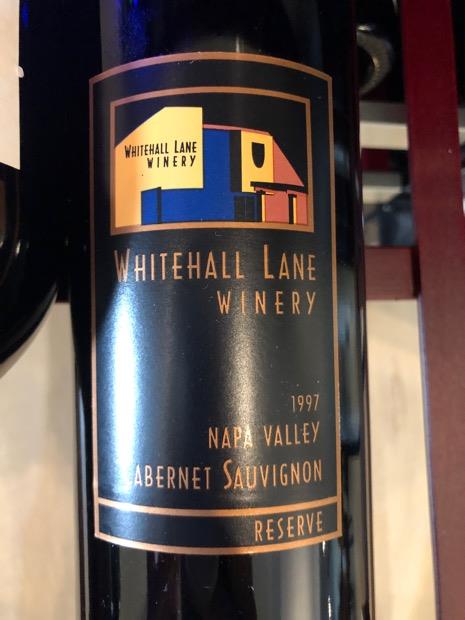 WHITEHALL LANE
WINERY
WHITEHALL LANE
WINERY
1997
NAPA VALLEY
CABERNET SAUVIGNON
RESERVE